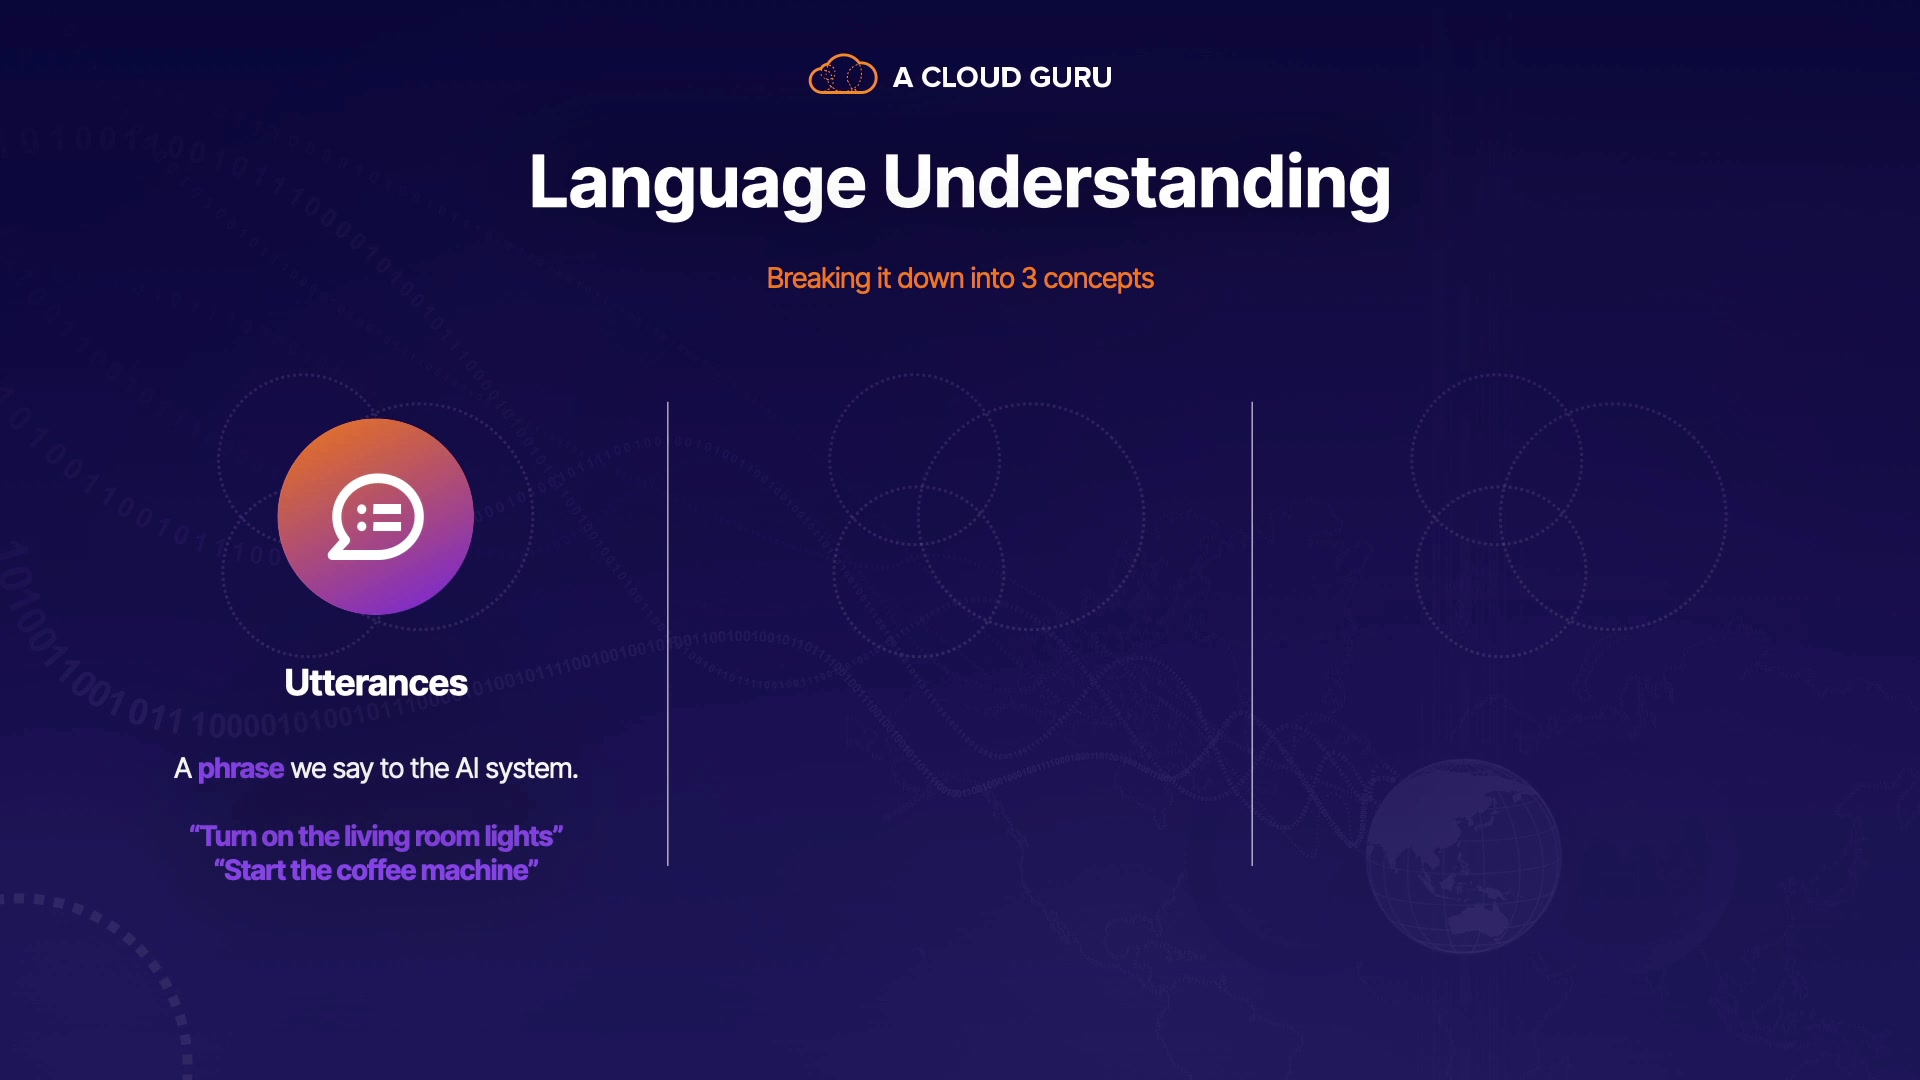 A CLOUD GURU
Language Understanding
Breaking it down into 3 concepts
Utterances
A phrase we say to the AI system.
“Turn on the living room lights”
“Start the coffee machine”